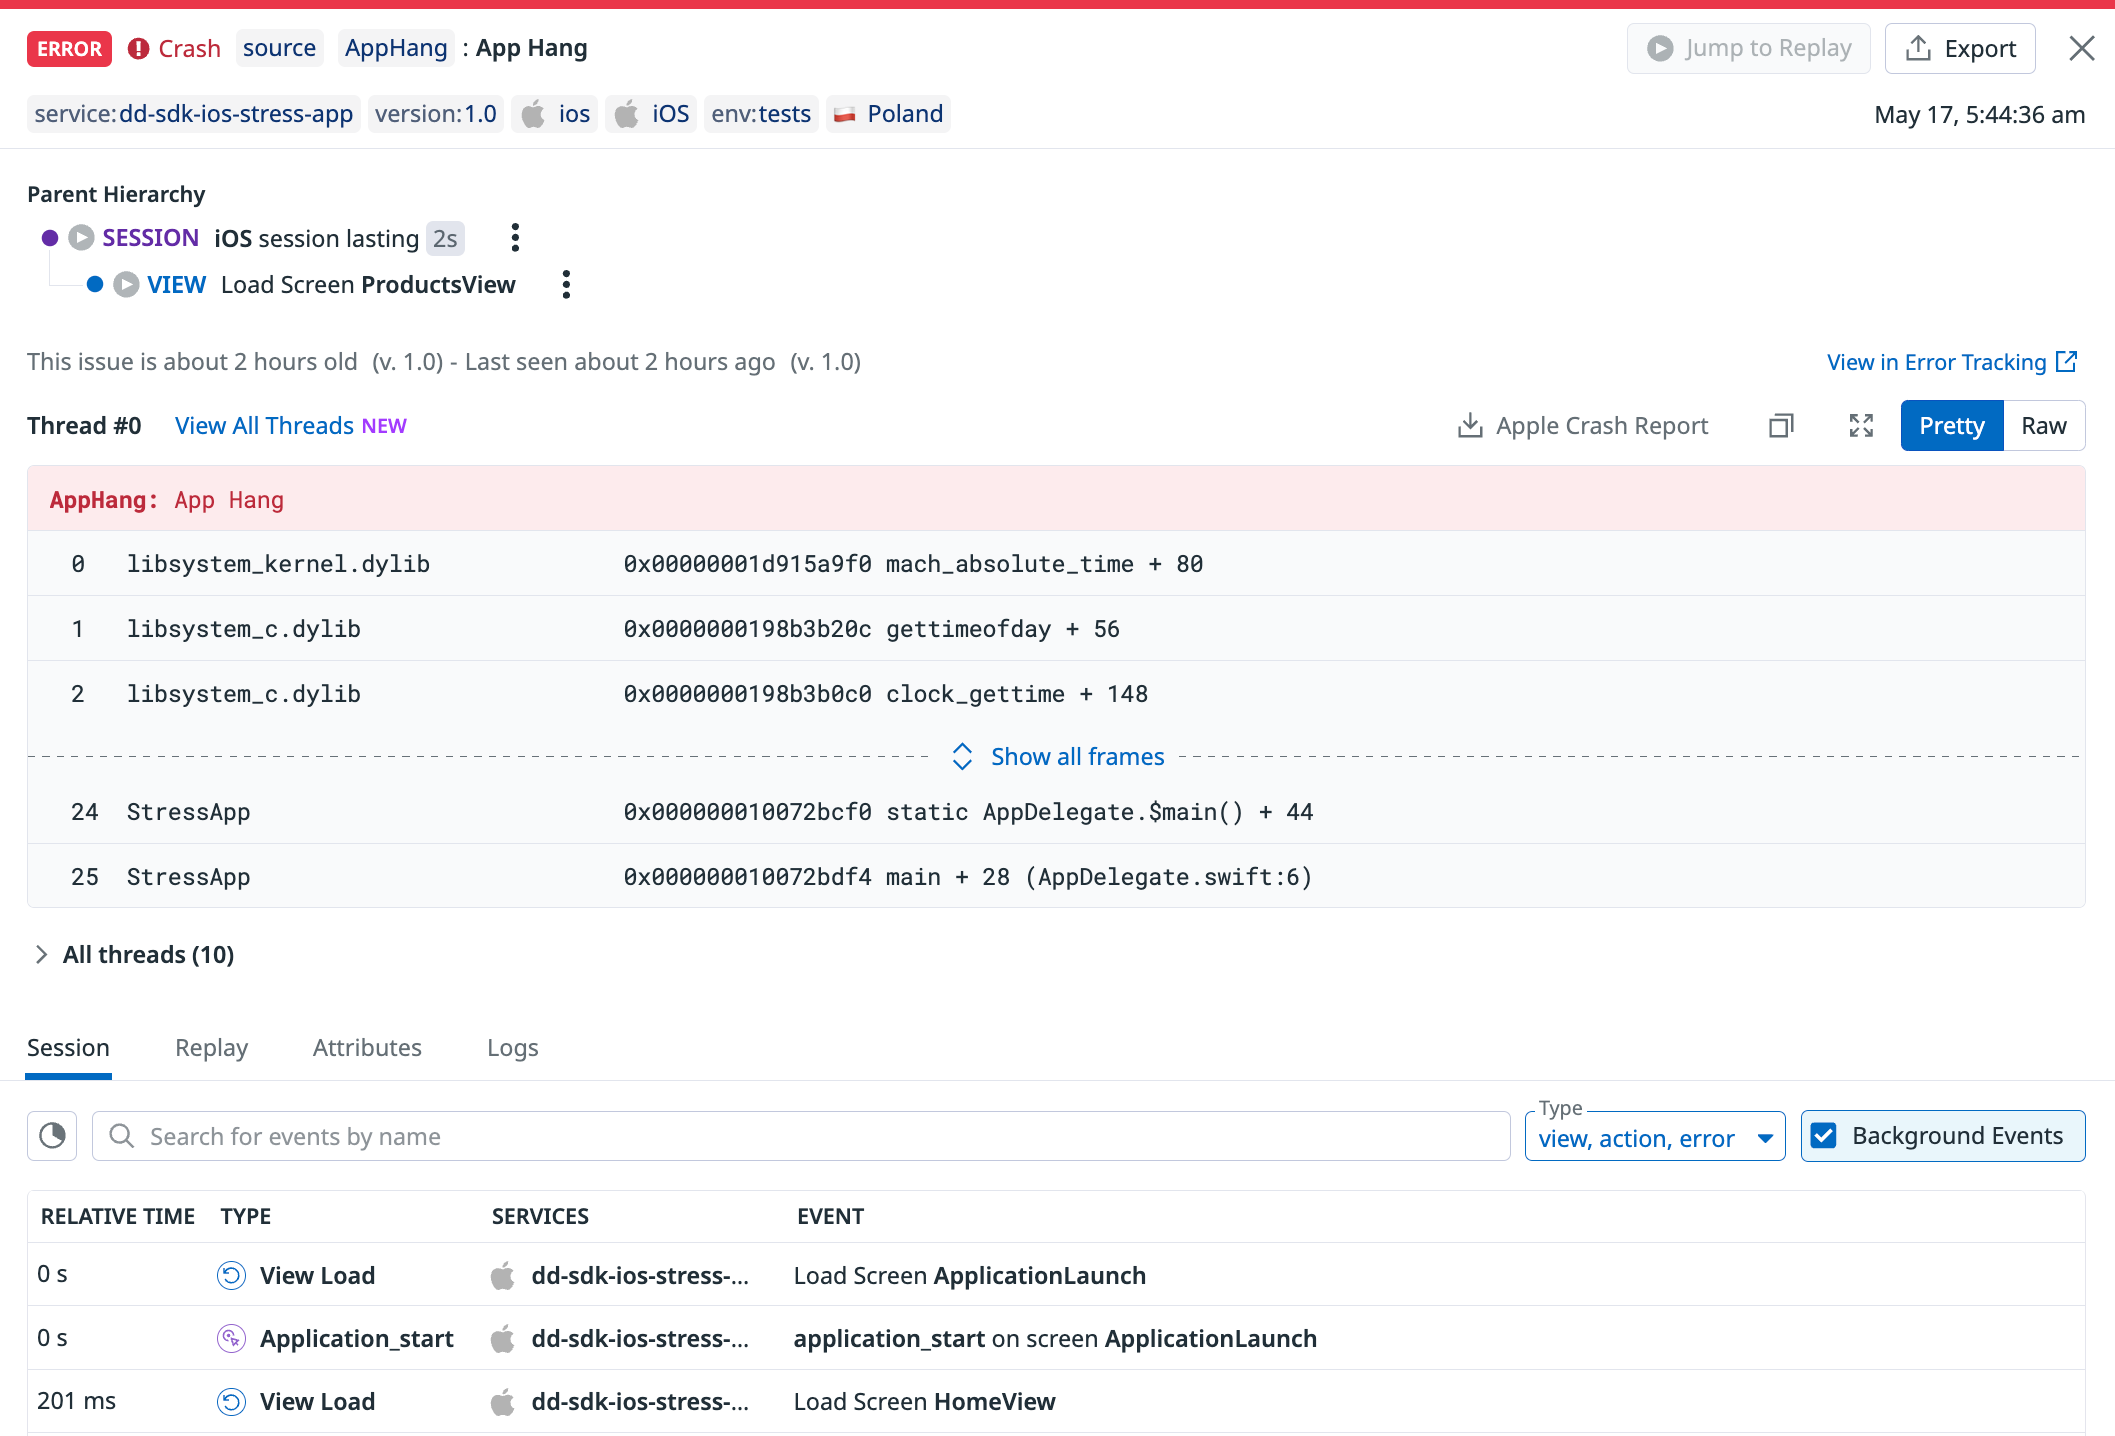 ERROR Crash source AppHang : App Hang Jump to Replay Export
service:dd-sdk-ios-stress-app version:1.0 ios iOS env:tests Poland May 17, 5:44:36 am
Parent Hierarchy
SESSION iOS session lasting 2s
VIEW Load Screen ProductsView
This issue is about 2 hours old (v. 1.0) - Last seen about 2 hours ago (v. 1.0) View in Error Tracking
Thread #0 View All Threads NEW Apple Crash Report Pretty Raw
AppHang: App Hang
0 libsystem_kernel.dylib 0x00000001d915a9f0 mach_absolute_time + 80
1 libsystem_c.dylib 0x0000000198b3b20c gettimeofday + 56
2 libsystem_c.dylib 0x0000000198b3b0c0 clock_gettime + 148
Show all frames
24 StressApp 0x000000010072bcf0 static AppDelegate.$main() + 44
25 StressApp 0x000000010072bdf4 main + 28 (AppDelegate.swift:6)
All threads (10)
Session Replay Attributes Logs
Type
Search for events by name view, action, error Background Events
RELATIVE TIME TYPE SERVICES EVENT
0 s View Load dd-sdk-ios-stress-... Load Screen ApplicationLaunch
0 s Application_start dd-sdk-ios-stress-... application_start on screen ApplicationLaunch
201 ms View Load dd-sdk-ios-stress-... Load Screen HomeView